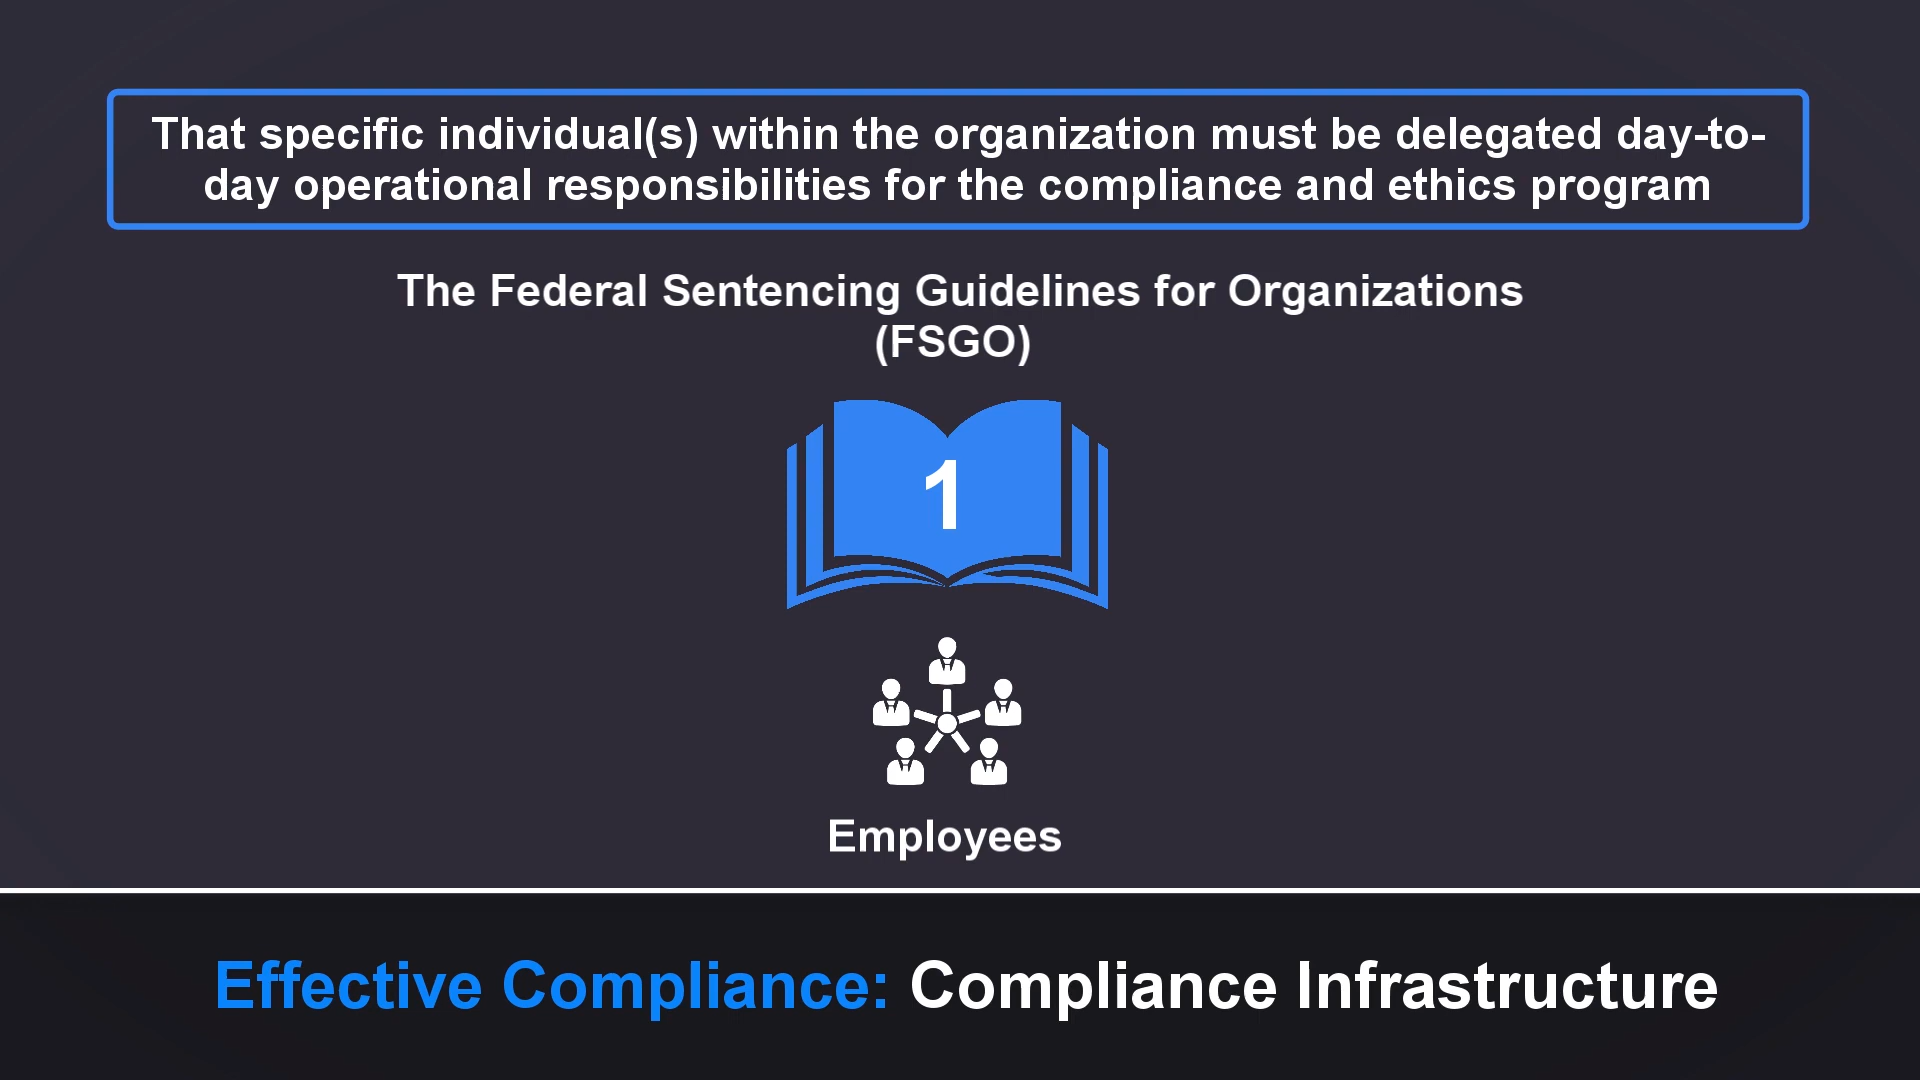 That specific individual(s) within the organization must be delegated day-to-
day operational responsibilities for the compliance and ethics program
The Federal Sentencing Guidelines for Organizations
(FSGO)
1
Employees
Effective Compliance: Compliance Infrastructure